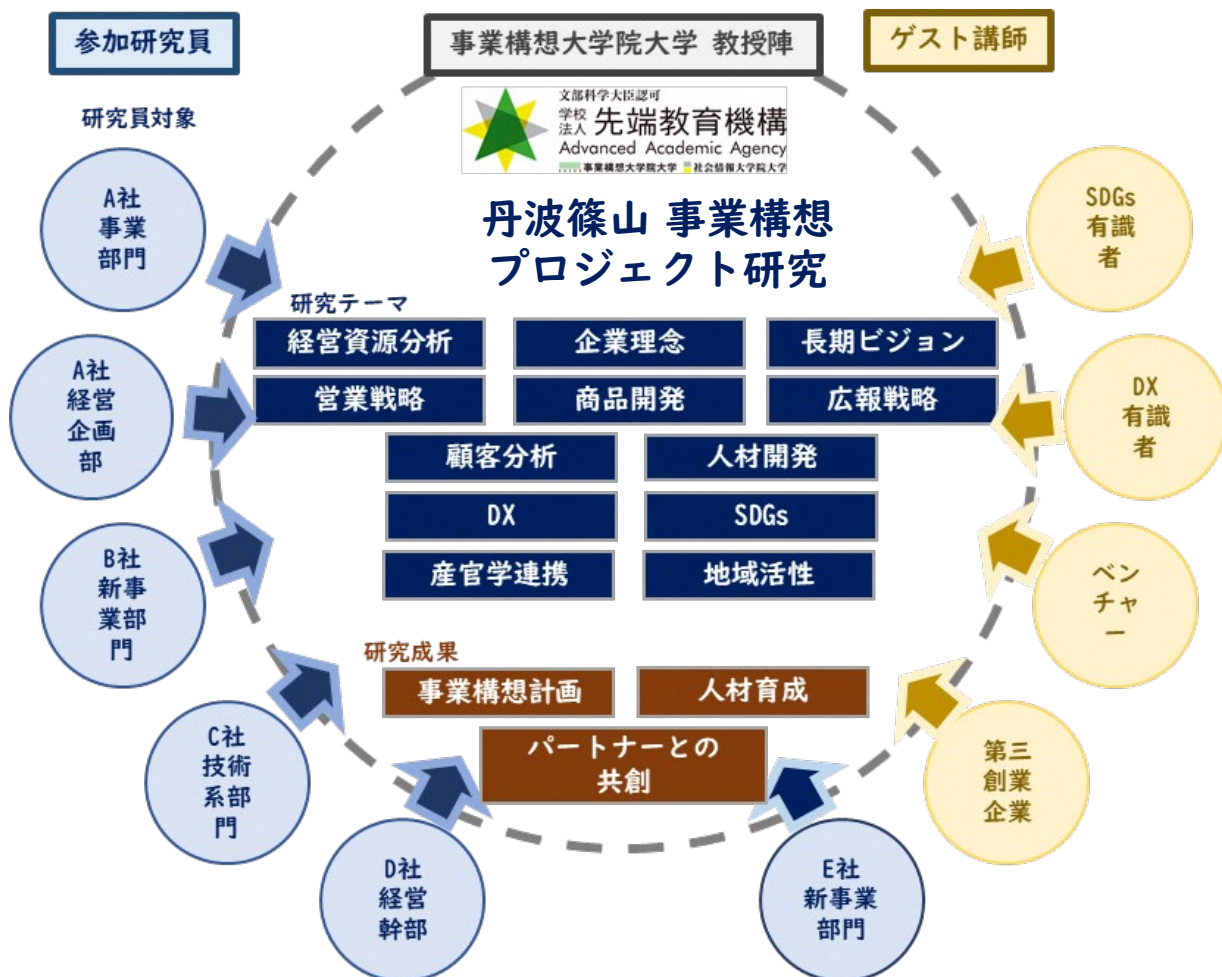 参加研究員
事業構想大学院大学 教授陣
ゲスト講師
文部科学大臣認可
学校
法人
先端教育機構
Advanced Academic Agency
事業構想大学院大学 社会情報大学院大学
研究員対象
丹波篠山 事業構想
プロジェクト研究
A社
事業
部門
A社
経営
企画
部
B社
新事
業部
門
C社
技術
系部
門
D社
経営
幹部
E社
新事業
部門
研究テーマ
経営資源分析
企業理念
長期ビジョン
営業戦略
商品開発
広報戦略
顧客分析
人材開発
DX
SDGs
産官学連携
地域活性
研究成果
事業構想計画
人材育成
パートナーとの
共創
SDGs
有識
者
DX
有識
者
ベン
チャ
ー
第三
創業
企業